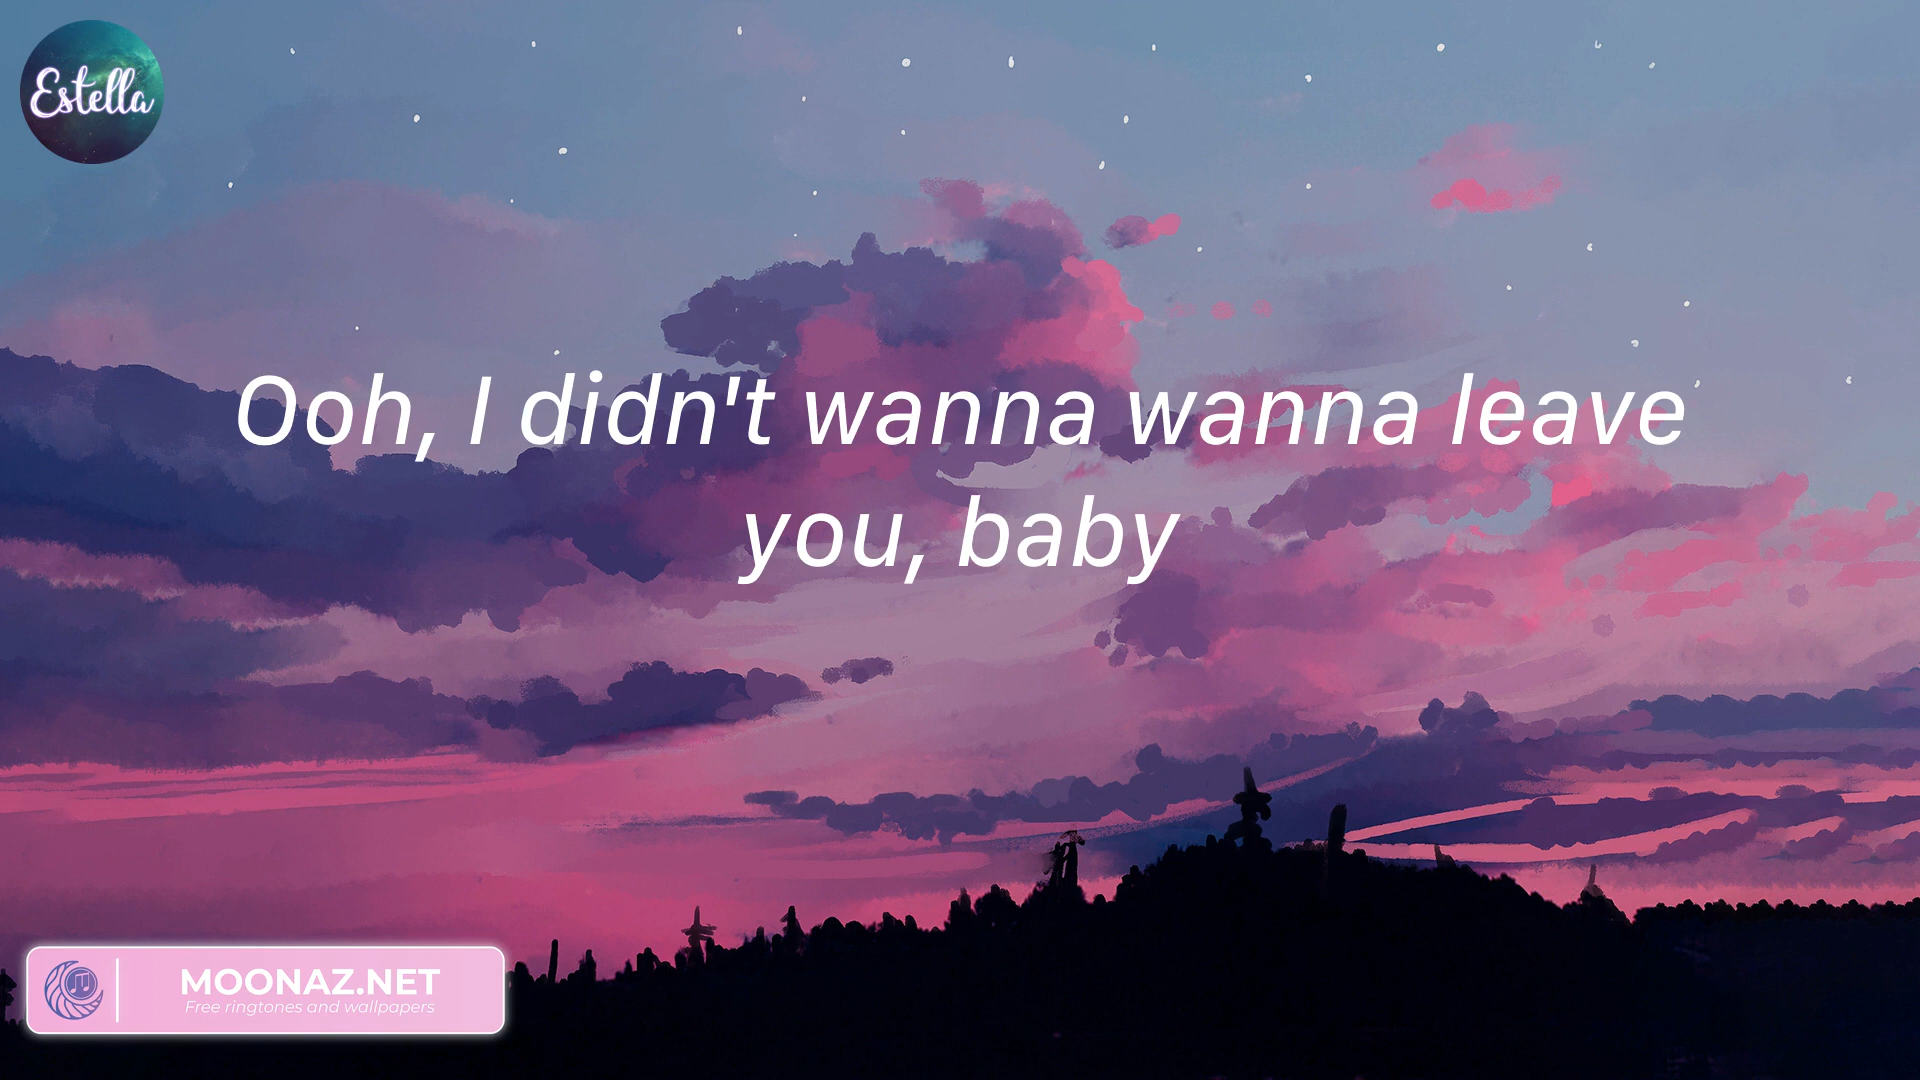 Estella
Ooh, I didn't wanna wanna leave
you, baby
MOONAZ.NET
Free ringtones and wallpapers